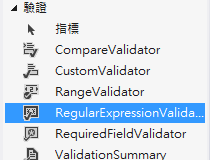 驗證
指標
CompareValidator
CustomValidator
RangeValidator
RegularExpressionValida...
RequiredFieldValidator
ValidationSummary